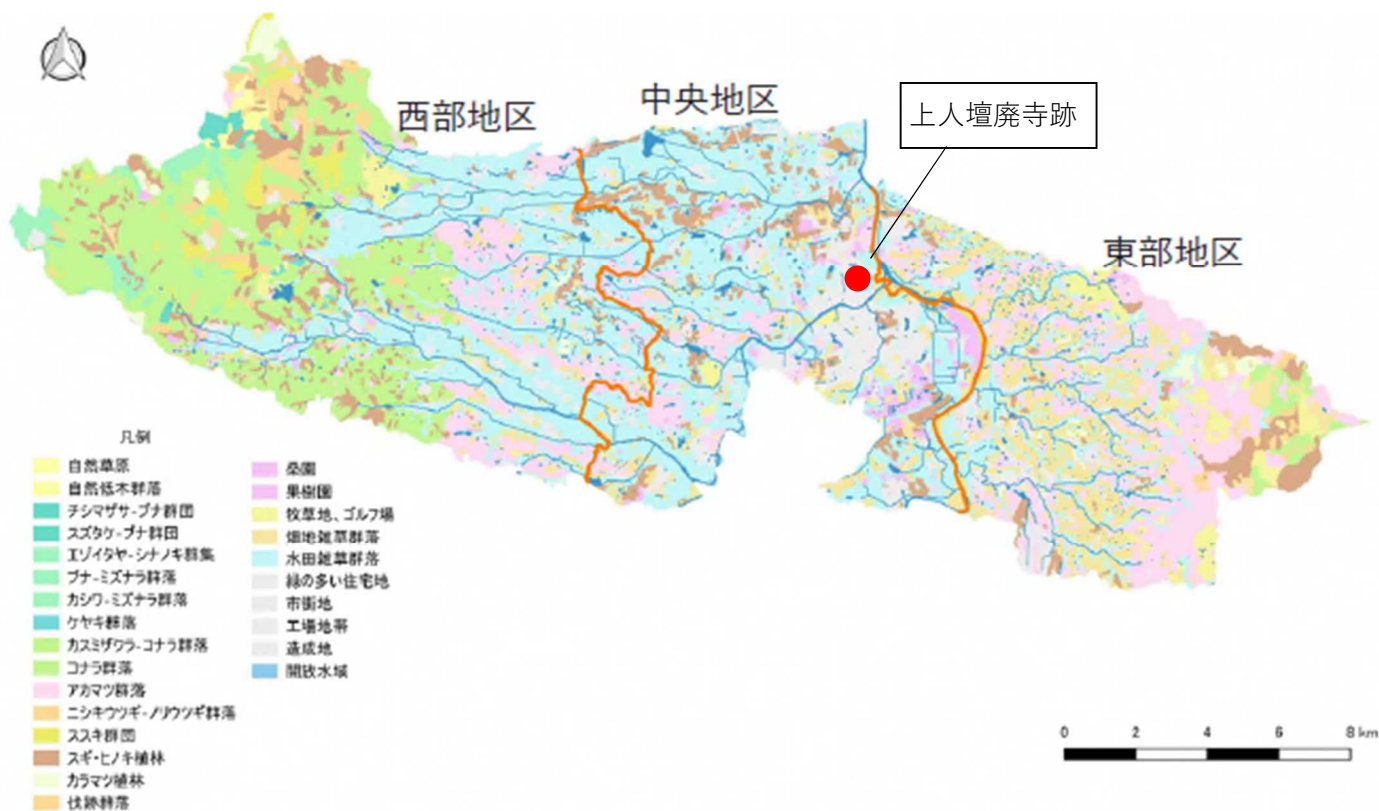 西部地区
中央地区
上人壇廃寺跡
東部地区
凡例
自然草原
自然低木群落
チシマザサ-ブナ群団
スズタケ-ブナ群団
エゾイタヤ-シナノキ群集
ブナ-ミズナラ群落
カシワ-ミズナラ群落
ケヤキ群落
カスミザクラ-コナラ群落
コナラ群落
アカマツ群落
ニシキウツギ-ノリウツギ群落
ススキ群団
スギ・ヒノキ植林
カラマツ植林
伐跡群落
桑園
果樹園
牧草地、ゴルフ場
畑地雑草群落
水田雑草群落
緑の多い住宅地
市街地
工場地帯
造成地
開放水域
0 2 4 6 8 km